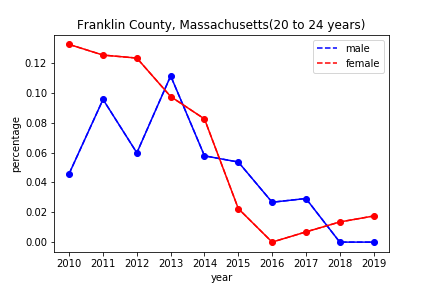 Franklin County, Massachusetts(20 to 24 years)
male
female
percentage
0.12
0.10
0.08
0.06
0.04
0.02
0.00
2010 2011 2012 2013 2014 2015 2016 2017 2018 2019
year